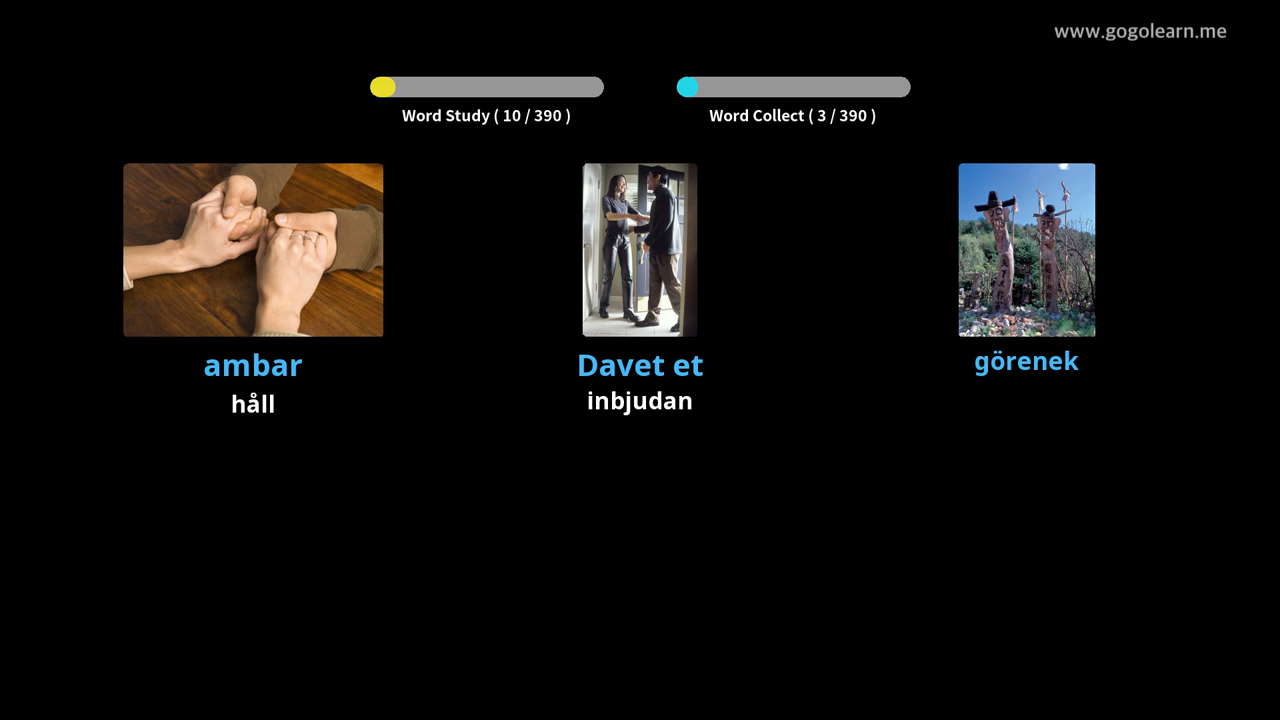 www.gogolearn.me
Word Study ( 10 / 390 )
Word Collect ( 3 / 390 )
ambar
håll
Davet et
inbjudan
görenek